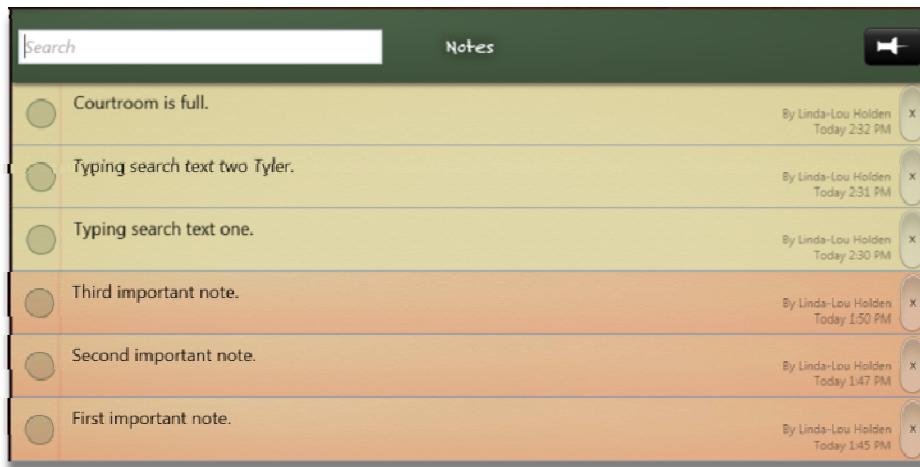 Search
Notes
Courtroom is full.
By Linda-Lou Holden
Today 2:32 PM
x
Typing search text two Tyler.
By Linda-Lou Holden
Today 2:31 PM
x
Typing search text one.
By Linda-Lou Holden
Today 2:30 PM
x
Third important note.
By Linda-Lou Holden
Today 1:50 PM
x
Second important note.
By Linda-Lou Holden
Today 1:47 PM
x
First important note.
By Linda-Lou Holden
Today 1:45 PM
x